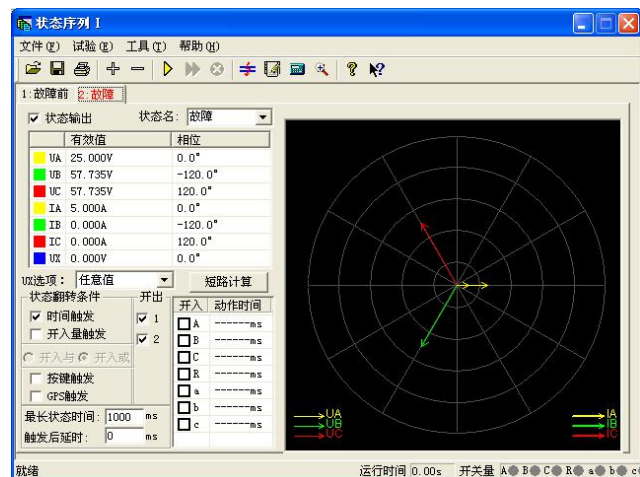 状态序列 I
文件(F) 试验(E) 工具(T) 帮助(H)
1:故障前 2:故障
状态输出 状态名: 故障
有效值 相位
UA 25.000V 0.0°
UB 57.735V -120.0°
UC 57.735V 120.0°
IA 5.000A 0.0°
IB 0.000A -120.0°
IC 0.000A 120.0°
UX 0.000V 0.0°
UX选项: 任意值 短路计算
状态翻转条件 开出 开入 动作时间
时间触发 1 A ------ms
开入量触发 2 B ------ms
开入与 开入或 C ------ms
R ------ms
按键触发 a ------ms
GPS触发 b ------ms
最长状态时间: 1000 ms c ------ms
触发后延时: 0 ms
UA IA
UB IB
UC IC
就绪 运行时间 0.00s 开关量 A B C R a b c